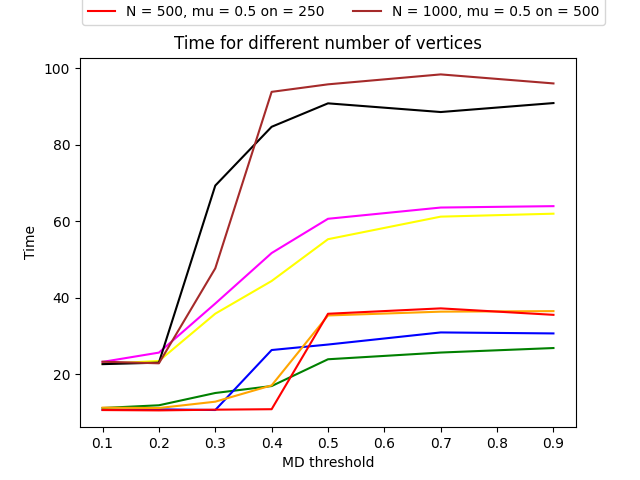 N = 500, mu = 0.5 on = 250 N = 1000, mu = 0.5 on = 500
Time for different number of vertices
100
80
60
40
20
Time
0.1 0.2 0.3 0.4 0.5 0.6 0.7 0.8 0.9
MD threshold